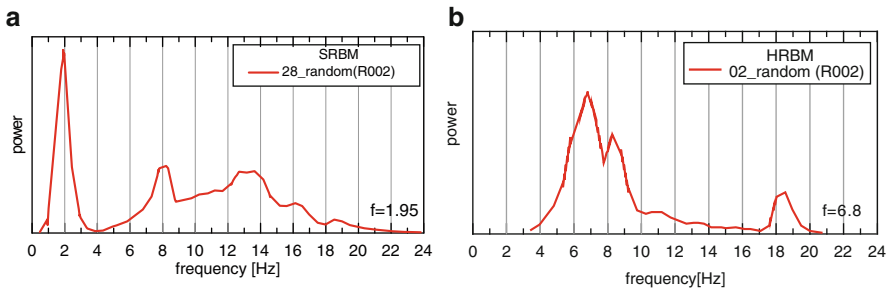 a
SRBM
28_random(R002)
power
f=1.95
0 2 4 6 8 10 12 14 16 18 20 22 24
frequency [Hz]
b
HRBM
02_random (R002)
power
f=6.8
0 2 4 6 8 10 12 14 16 18 20 22 24
frequency[Hz]